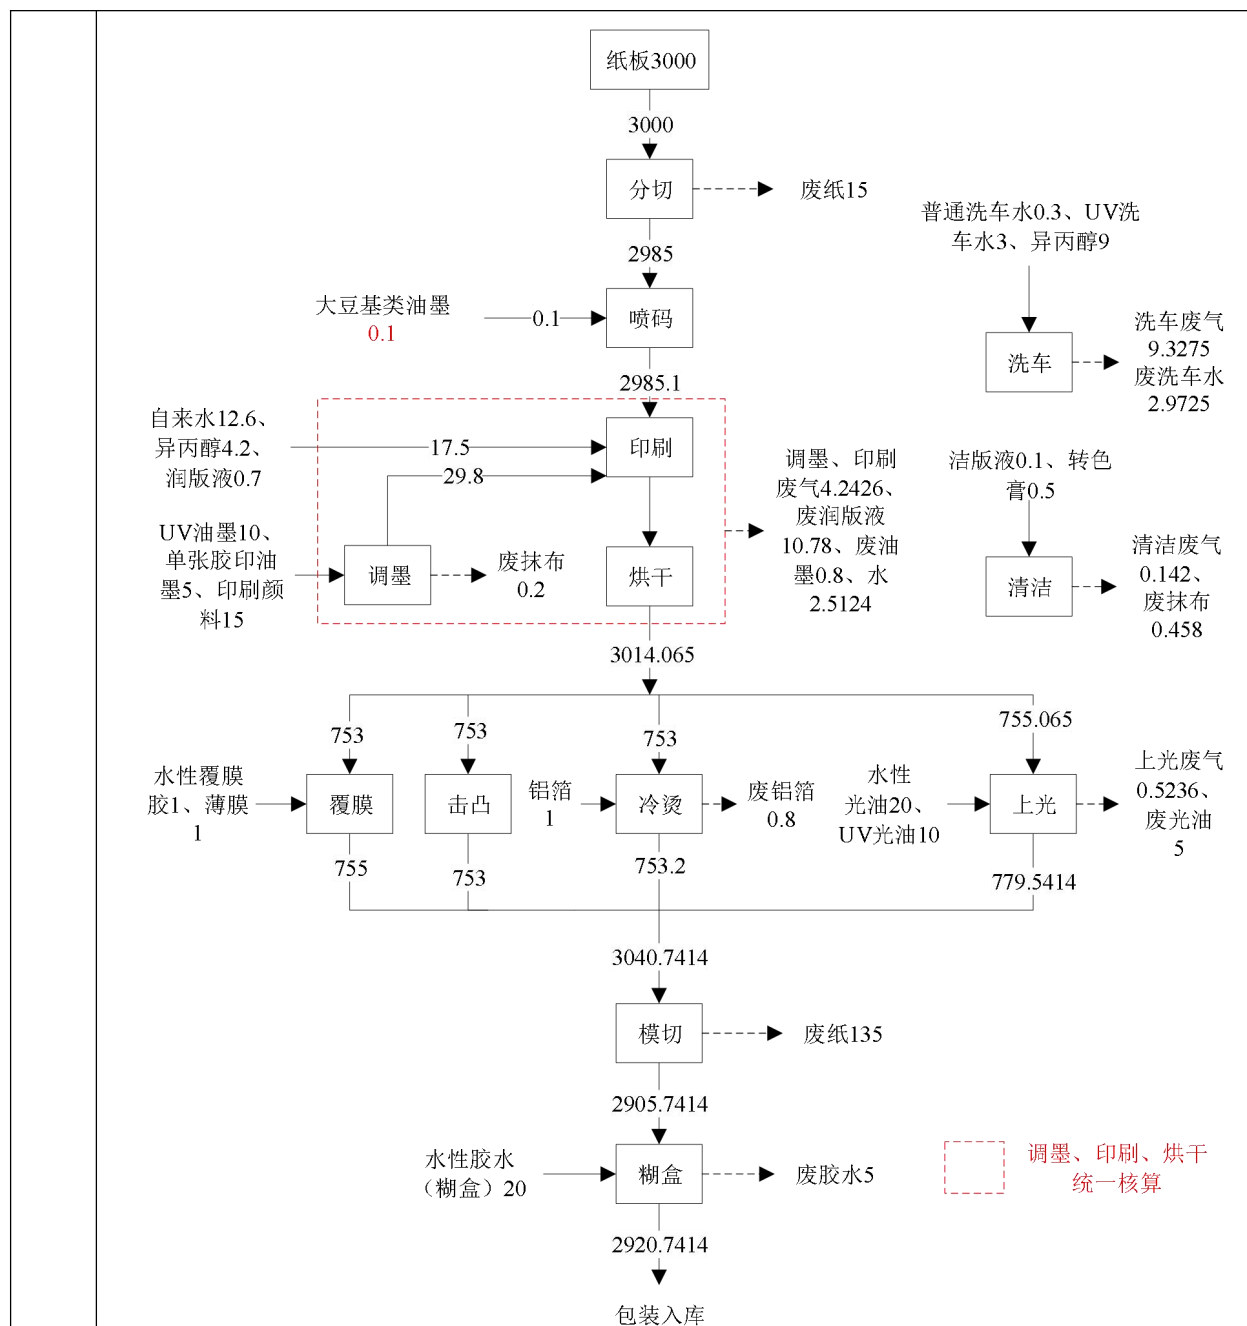 纸板3000
3000
分切
废纸15
2985
大豆基类油墨
0.1
0.1
喷码
2985.1
普通洗车水0.3、UV洗
车水3、异丙醇9
洗车
洗车废气
9.3275
废洗车水
2.9725
自来水12.6、
异丙醇4.2、
润版液0.7
17.5
印刷
29.8
UV油墨10、
单张胶印油
墨5、印刷颜
料15
调墨
废抹布
0.2
烘干
调墨、印刷
废气4.2426、
废润版液
10.78、废油
墨0.8、水
2.5124
洁版液0.1、转色
膏0.5
清洁
清洁废气
0.142、
废抹布
0.458
3014.065
753
753
753
755.065
水性覆膜
胶1、薄膜
1
覆膜
击凸
铝箔
1
冷烫
废铝箔
0.8
水性
光油20、
UV光油10
上光
上光废气
0.5236、
废光油
5
755
753
753.2
779.5414
3040.7414
模切
废纸135
2905.7414
水性胶水
（糊盒）20
糊盒
废胶水5
调墨、印刷、烘干
统一核算
2920.7414
包装入库